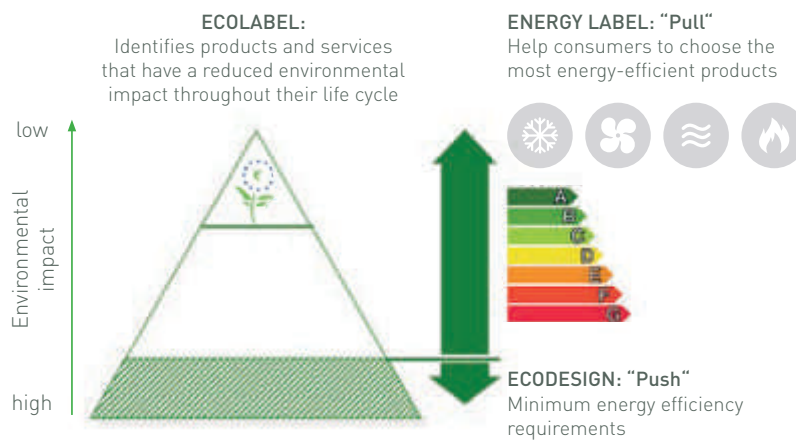 ECOLABEL:
Identifies products and services
that have a reduced environmental
impact throughout their life cycle
ENERGY LABEL: “Pull“
Help consumers to choose the
most energy-efficient products
low
Environmental
impact
high
A
B
C
D
E
F
G
ECODESIGN: “Push“
Minimum energy efficiency
requirements